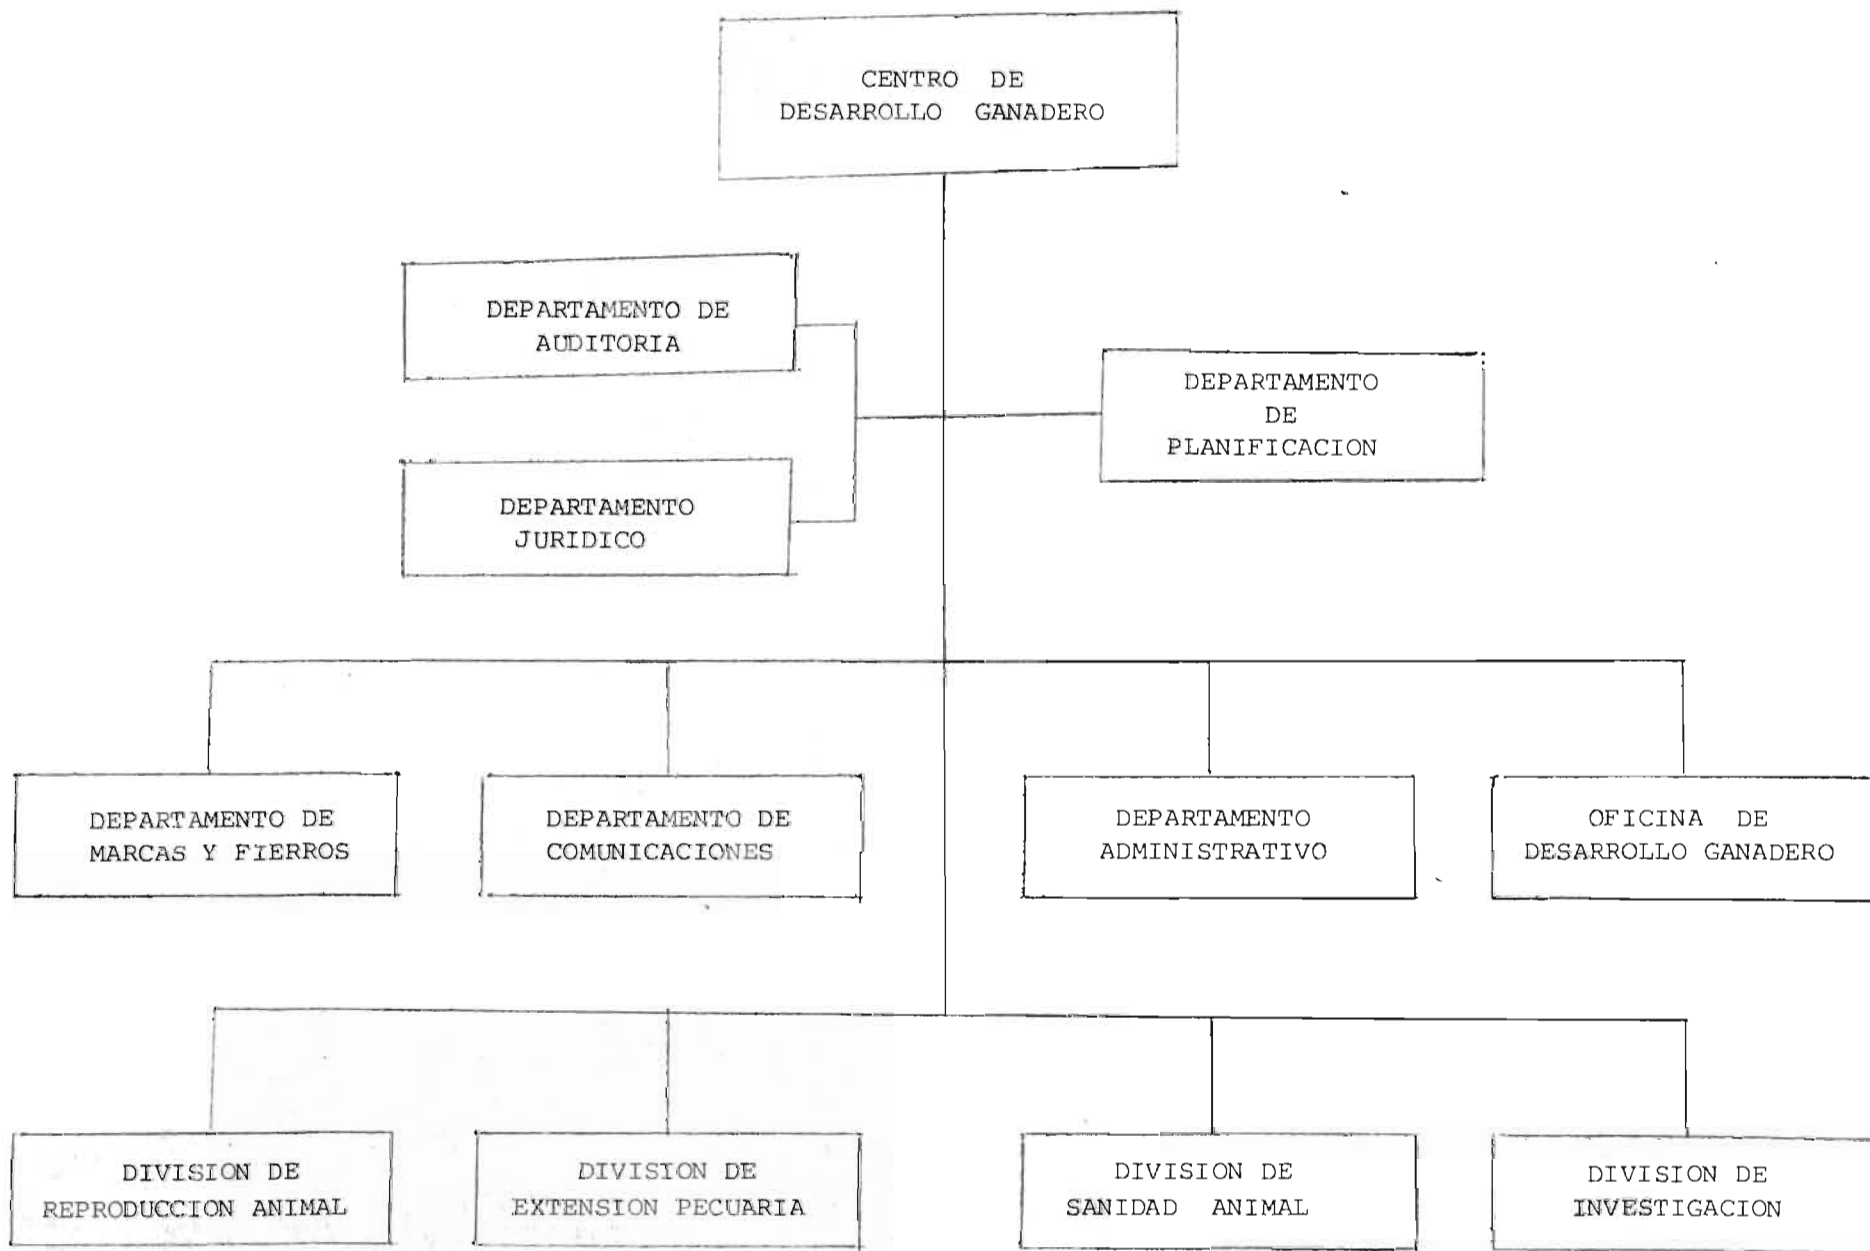 CENTRO DE
DESARROLLO GANADERO
DEPARTAMENTO DE
AUDITORIA
DEPARTAMENTO
DE
PLANIFICACION
DEPARTAMENTO
JURIDICO
DEPARTAMENTO DE
MARCAS Y FIERROS
DEPARTAMENTO DE
COMUNICACIONES
DEPARTAMENTO
ADMINISTRATIVO
OFICINA DE
DESARROLLO GANADERO
DIVISION DE
REPRODUCCION ANIMAL
DIVISION DE
EXTENSION PECUARIA
DIVISION DE
SANIDAD ANIMAL
DIVISION DE
INVESTIGACION